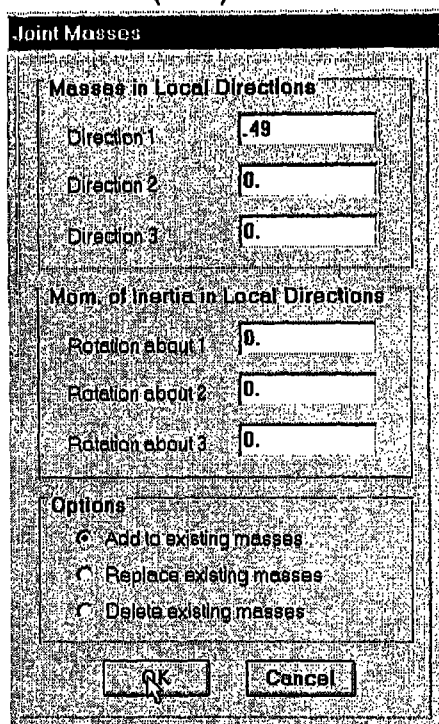 Joint Masses
Masses in Local Directions
Direction 1 .49
Direction 2 0.
Direction 3 0.
Mom. of Inertia in Local Directions
Rotation about 1 0.
Rotation about 2 0.
Rotation about 3 0.
Options
Add to existing masses
Replace existing masses
Delete existing masses
OK Cancel